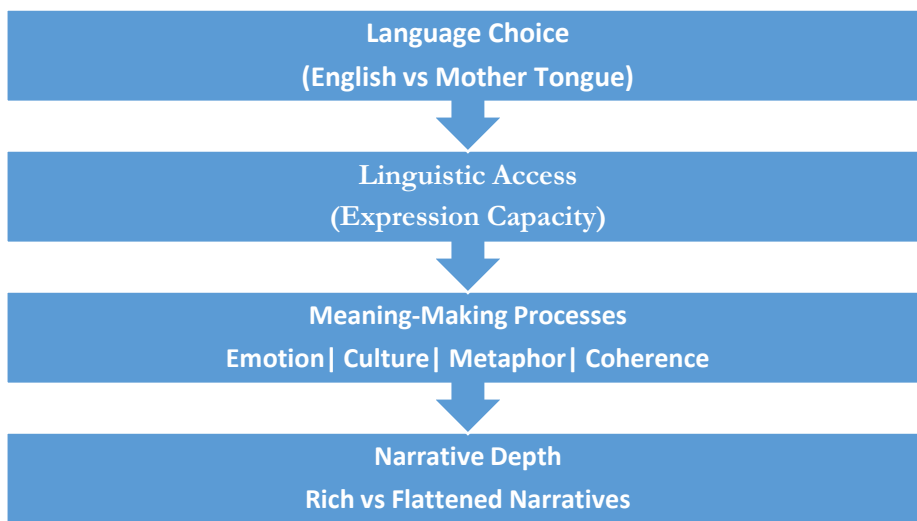 Language Choice
(English vs Mother Tongue)
Linguistic Access
(Expression Capacity)
Meaning-Making Processes
Emotion| Culture| Metaphor| Coherence
Narrative Depth
Rich vs Flattened Narratives